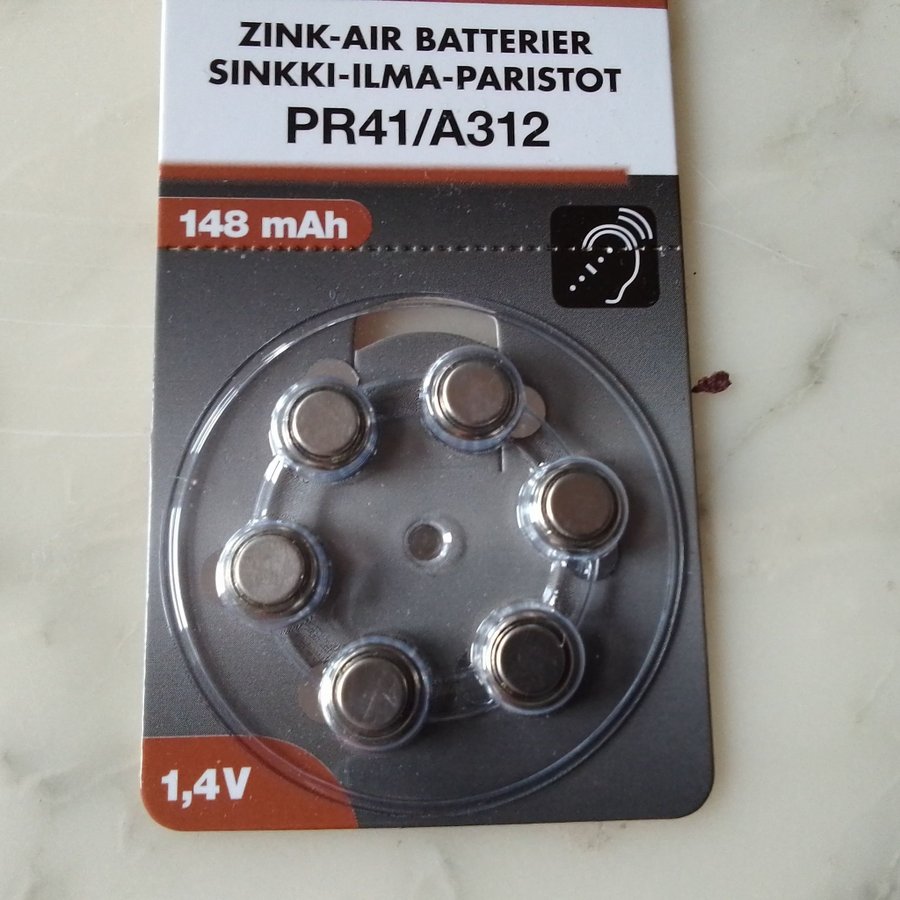 ZINK-AIR BATTERIER
SINKKI-ILMA-PARISTOT
PR41/A312
148 mAh
1,4V